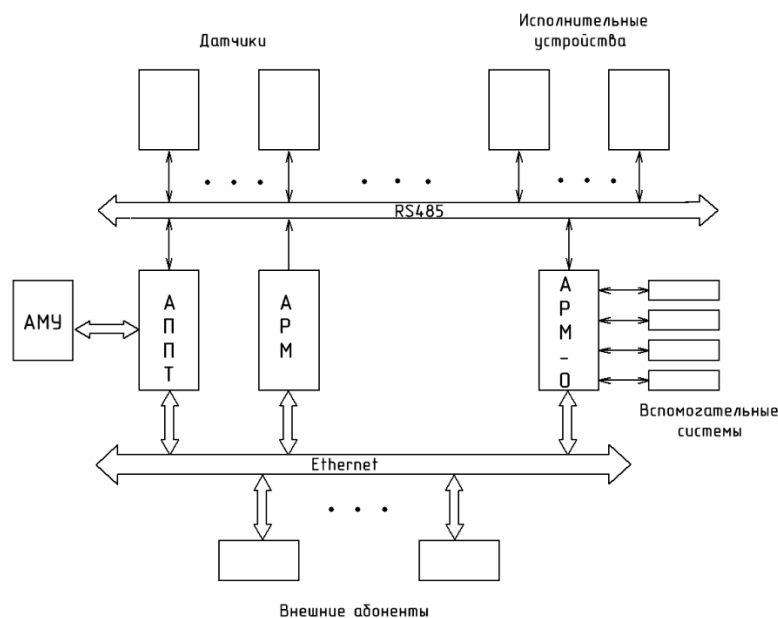 Датчики
Исполнительные
устройства
RS485
АМУ
АППТ
АРМ
АРМ-О
Вспомогательные
системы
Ethernet
Внешние абоненты